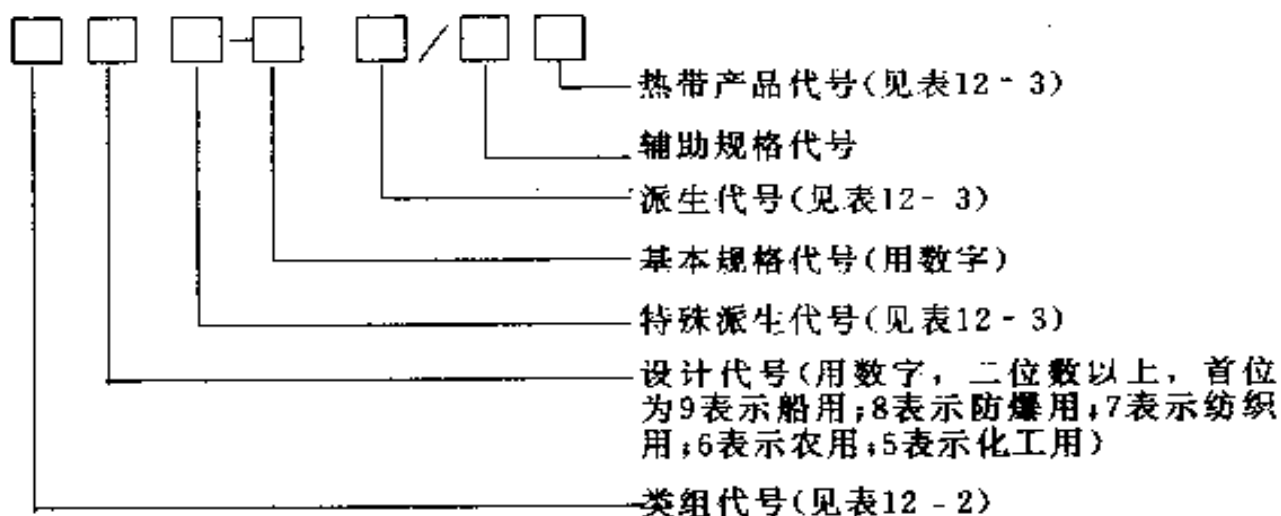 热带产品代号(见表12-3)
辅助规格代号
派生代号(见表12-3)
基本规格代号(用数字)
特殊派生代号(见表12-3)
设计代号(用数字,二位数以上,首位
为9表示船用;8表示防爆用;7表示纺织
用;6表示农用;5表示化工用)
类组代号(见表12-2)